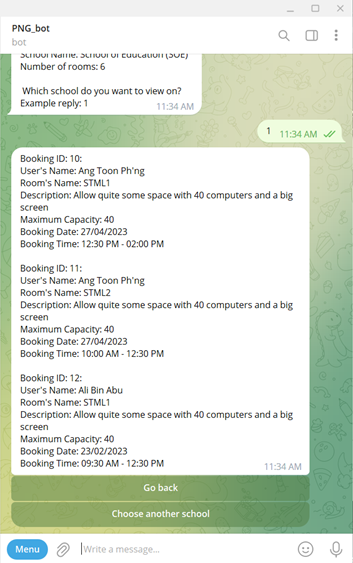 PNG_bot
bot
School Name: School of Education (SOE)
Number of rooms: 6
Which school do you want to view on?
Example reply: 1
11:34 AM
1 11:34 AM
Booking ID: 10:
User's Name: Ang Toon Ph'ng
Room's Name: STML1
Description: Allow quite some space with 40 computers and a big
screen
Maximum Capacity: 40
Booking Date: 27/04/2023
Booking Time: 12:30 PM - 02:00 PM
Booking ID: 11:
User's Name: Ang Toon Ph'ng
Room's Name: STML2
Description: Allow quite some space with 40 computers and a big
screen
Maximum Capacity: 40
Booking Date: 27/04/2023
Booking Time: 10:00 AM - 12:30 PM
Booking ID: 12:
User's Name: Ali Bin Abu
Room's Name: STML1
Description: Allow quite some space with 40 computers and a big
screen
Maximum Capacity: 40
Booking Date: 23/02/2023
Booking Time: 09:30 AM - 12:30 PM
11:34 AM
Go back
Choose another school
Menu
Write a message...